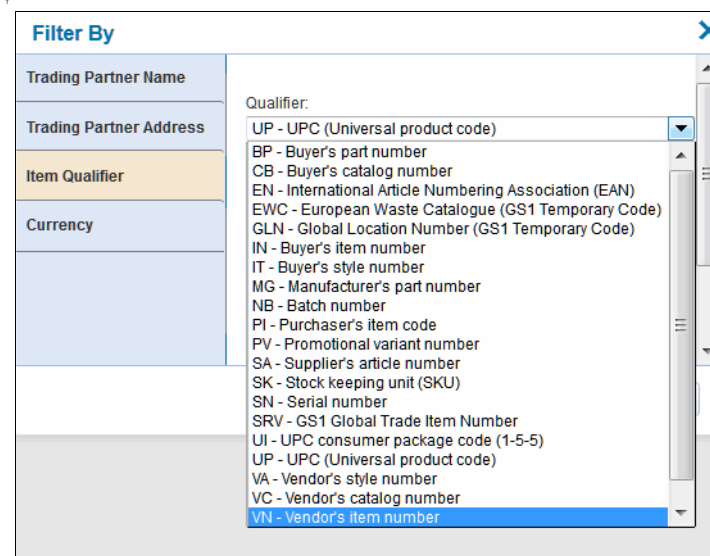 Filter By
Trading Partner Name
Trading Partner Address
Item Qualifier
Currency
Qualifier:
UP - UPC (Universal product code)
BP - Buyer's part number
CB - Buyer's catalog number
EN - International Article Numbering Association (EAN)
EWC - European Waste Catalogue (GS1 Temporary Code)
GLN - Global Location Number (GS1 Temporary Code)
IN - Buyer's item number
IT - Buyer's style number
MG - Manufacturer's part number
NB - Batch number
PI - Purchaser's item code
PV - Promotional variant number
SA - Supplier's article number
SK - Stock keeping unit (SKU)
SN - Serial number
SRV - GS1 Global Trade Item Number
UI - UPC consumer package code (1-5-5)
UP - UPC (Universal product code)
VA - Vendor's style number
VC - Vendor's catalog number
VN - Vendor's item number